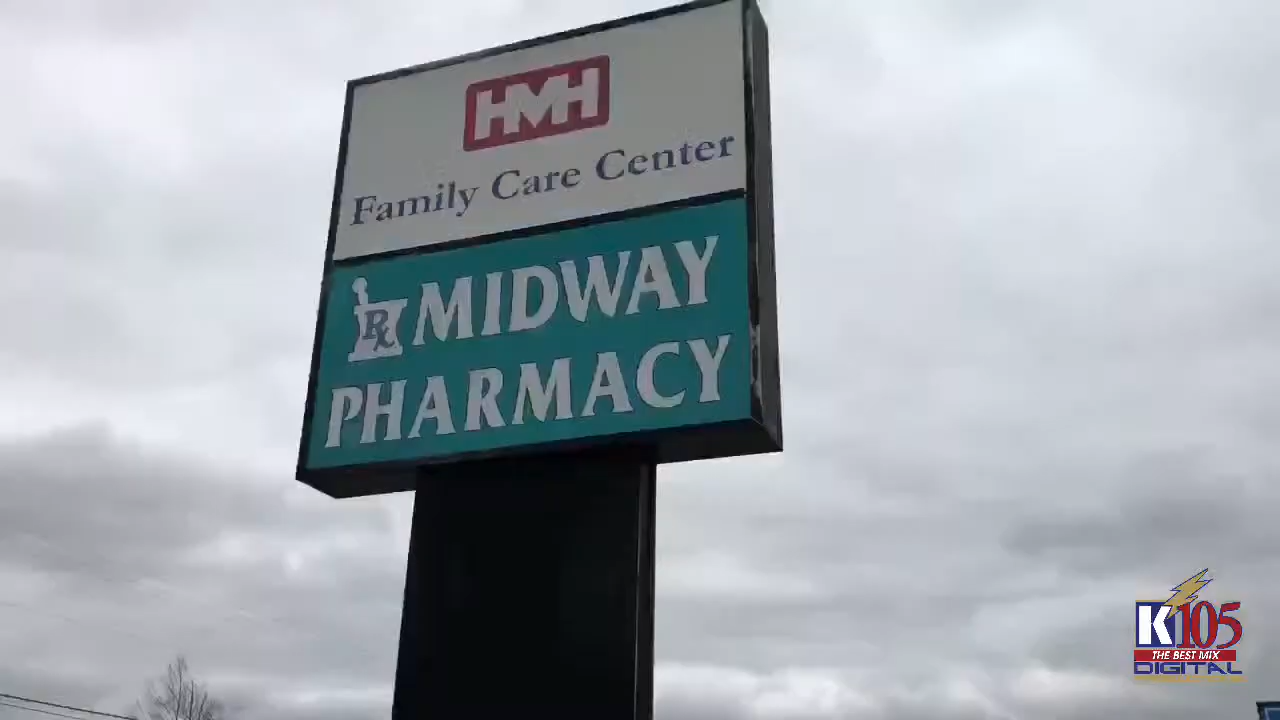 HMH
Family Care Center
Rx MIDWAY
PHARMACY
K105
THE BEST MIX
DIGITAL